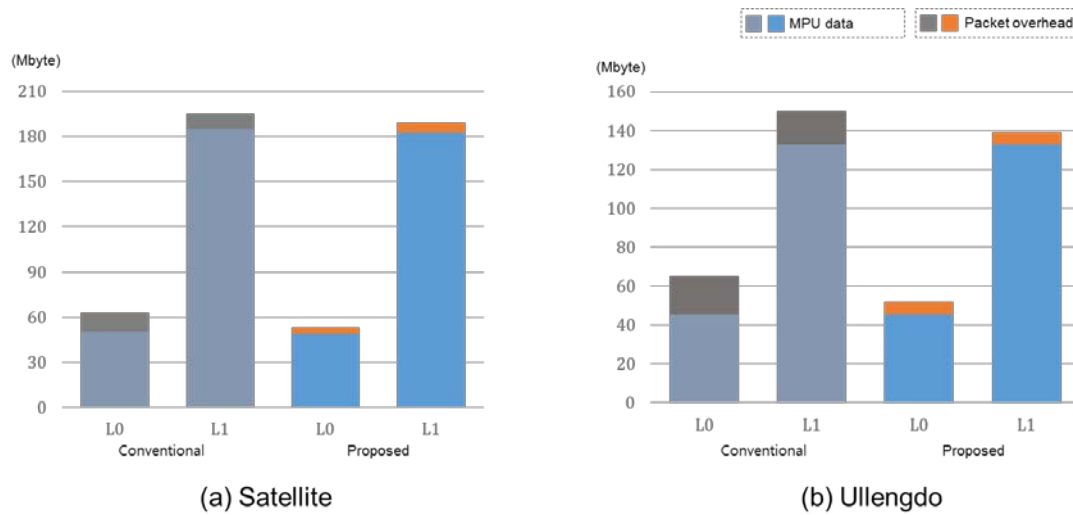 MPU data
Packet overhead
(Mbyte)
210
180
150
120
90
60
30
0
L0
L1
L0
L1
Conventional
Proposed
(a) Satellite
(Mbyte)
160
140
120
100
80
60
40
20
0
L0
L1
L0
L1
Conventional
Proposed
(b) Ullengdo